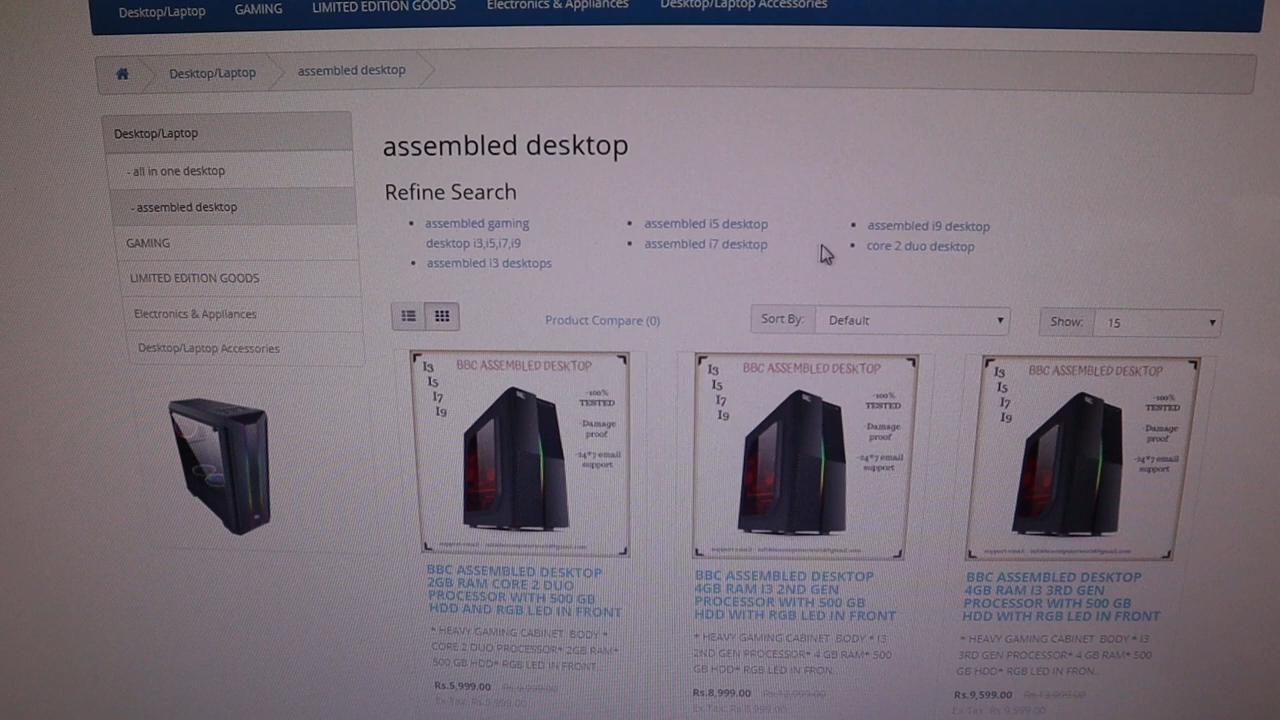 Desktop/Laptop GAMING LIMITED EDITION GOODS Electronics & Appliances Desktop/Laptop Accessories
Desktop/Laptop assembled desktop
Desktop/Laptop
- all in one desktop
- assembled desktop
GAMING
LIMITED EDITION GOODS
Electronics & Appliances
Desktop/Laptop Accessories
assembled desktop
Refine Search
• assembled gaming
desktop i3,i5,i7,i9
• assembled i3 desktops
• assembled i5 desktop
• assembled i7 desktop
• assembled i9 desktop
• core 2 duo desktop
Product Compare (0)
Sort By: Default
Show: 15
BBC ASSEMBLED DESKTOP
I3
I5
I7
I9
-100%
TESTED
-Damage
proof
-24*7 email
support
BBC ASSEMBLED DESKTOP
2GB RAM CORE 2 DUO
PROCESSOR WITH 500 GB
HDD AND RGB LED IN FRONT
* HEAVY GAMING CABINET BODY *
CORE 2 DUO PROCESSOR* 2GB RAM*
500 GB HDD* RGB LED IN FRONT..
Rs.5,999.00 Rs.9,999.00
Ex Tax: Rs.5,999.00
BBC ASSEMBLED DESKTOP
I3
I5
I7
I9
-100%
TESTED
-Damage
proof
-24*7 email
support
BBC ASSEMBLED DESKTOP
4GB RAM I3 2ND GEN
PROCESSOR WITH 500 GB
HDD WITH RGB LED IN FRONT
* HEAVY GAMING CABINET BODY * I3
2ND GEN PROCESSOR* 4 GB RAM* 500
GB HDD* RGB LED IN FRON..
Rs.8,999.00
Ex Tax: Rs.8,999.00
BBC ASSEMBLED DESKTOP
I3
I5
I7
I9
-100%
TESTED
-Damage
proof
-24*7 email
support
BBC ASSEMBLED DESKTOP
4GB RAM I3 3RD GEN
PROCESSOR WITH 500 GB
HDD WITH RGB LED IN FRONT
* HEAVY GAMING CABINET BODY * I3
3RD GEN PROCESSOR* 4 GB RAM* 500
GB HDD* RGB LED IN FRON..
Rs.9,599.00
Ex Tax: Rs.9,599.00